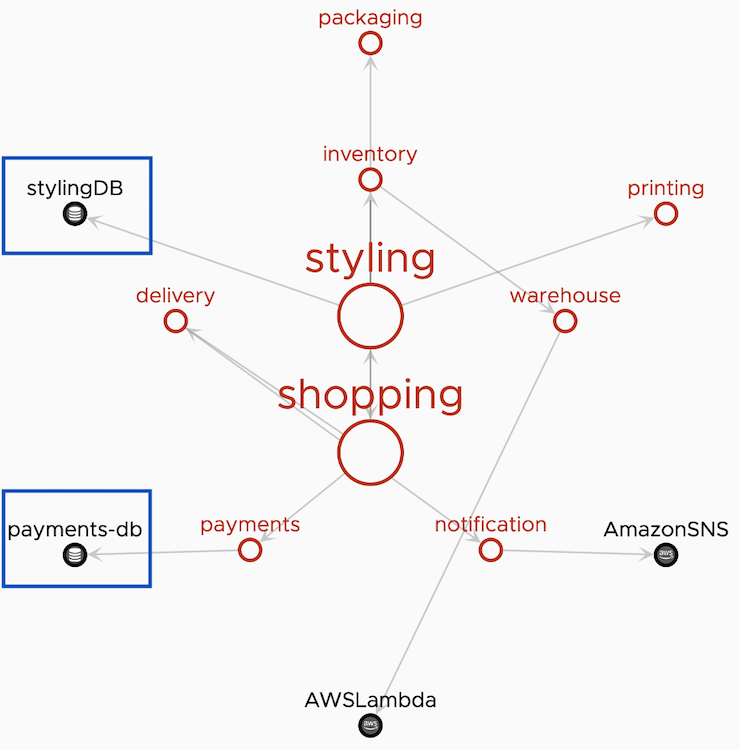 packaging
inventory
stylingDB
printing
styling
delivery
warehouse
shopping
payments-db
payments
notification
AmazonSNS
aws
AWSLambda
aws